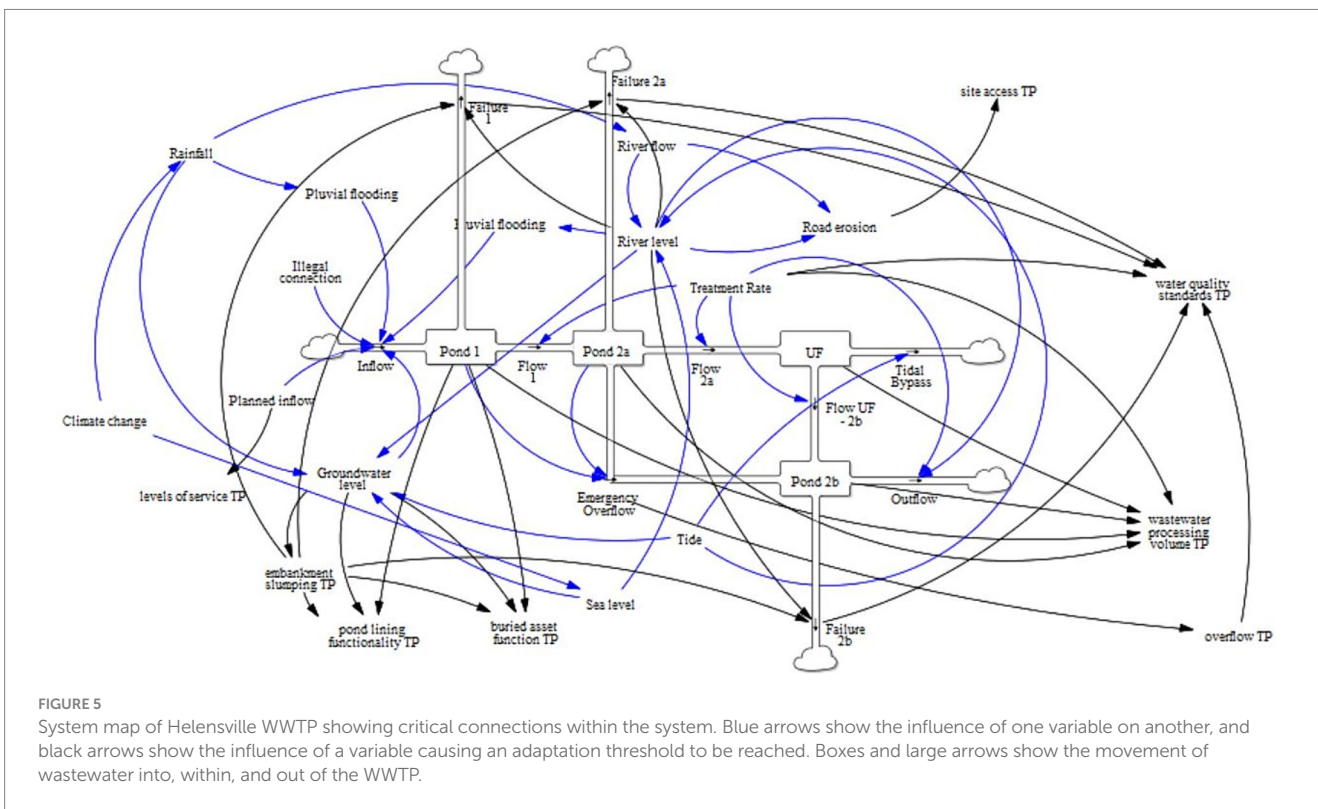 Failure 2a
site access TP
Failure
1
Rainfall
Riverflow
Pluvial flooding
Road erosion
River level
Illegal
connection
Treatment Rate
water quality
standards TP
Pond 1
Pond 2a
UF
Inflow
Flow
1
Flow
2a
Tidal
Bypass
Planned inflow
Flow UF
- 2b
Climate change
Groundwater
level
Pond 2b
levels of service TP
Emergency
Overflow
Outflow
wastewater
processing
volume TP
Tide
embankment
slumping TP
Sea level
pond lining
functionality TP
buried asset
function TP
Failure
2b
overflow TP
FIGURE 5
System map of Helensville WWTP showing critical connections within the system. Blue arrows show the influence of one variable on another, and
black arrows show the influence of a variable causing an adaptation threshold to be reached. Boxes and large arrows show the movement of
wastewater into, within, and out of the WWTP.